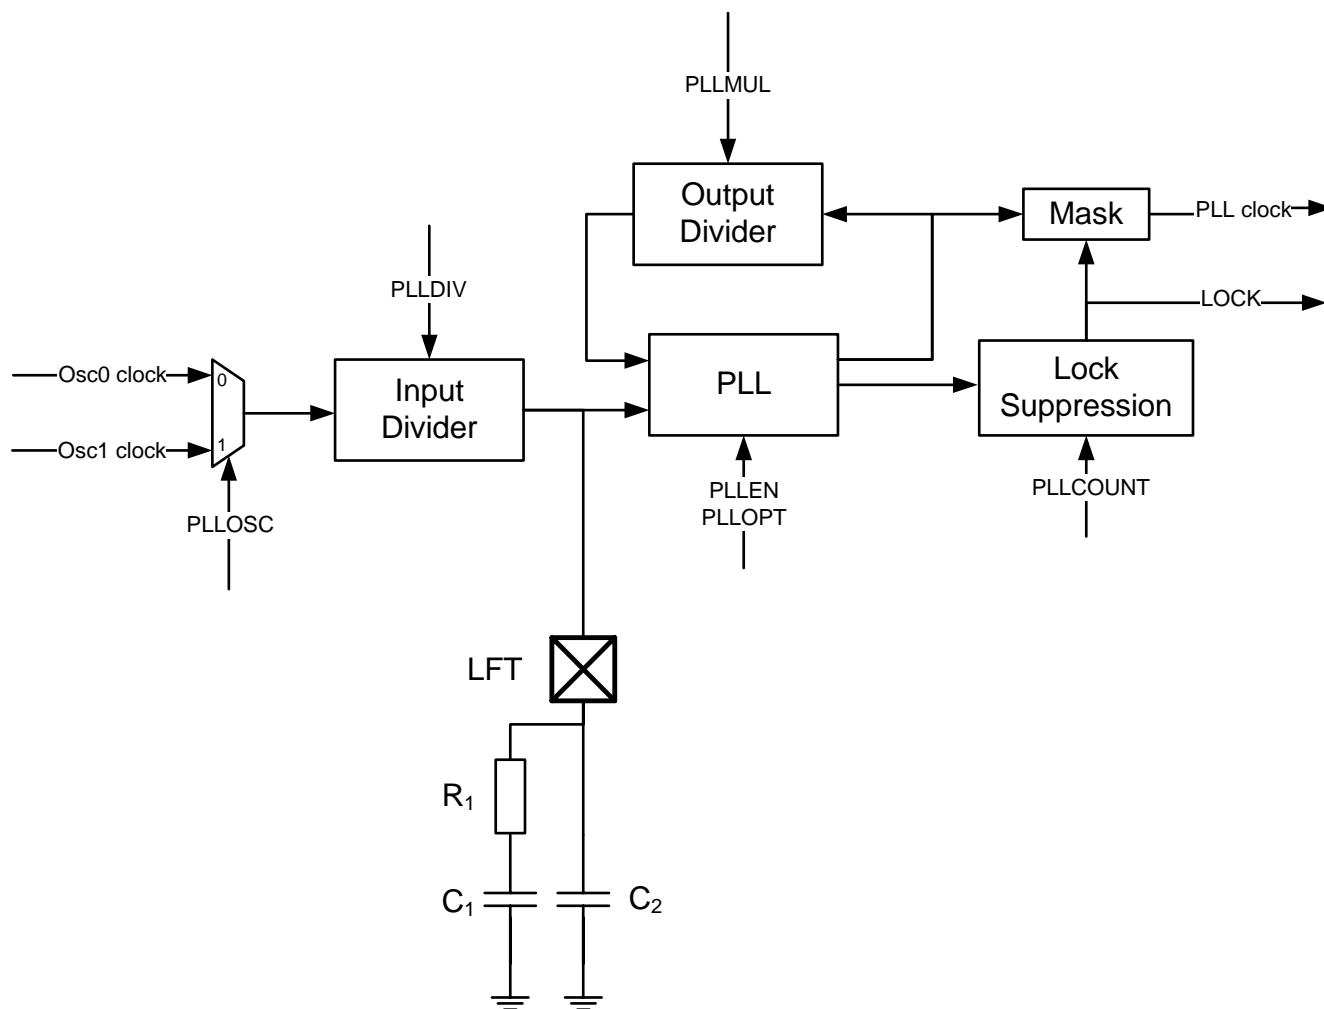 PLLMUL
Output
Divider
Mask
PLL clock
PLLDIV
LOCK
Osc0 clock
0
Input
Divider
PLL
Lock
Suppression
Osc1 clock
1
PLLOSC
PLLEN
PLLOPT
PLLCOUNT
LFT
R1
C1
C2